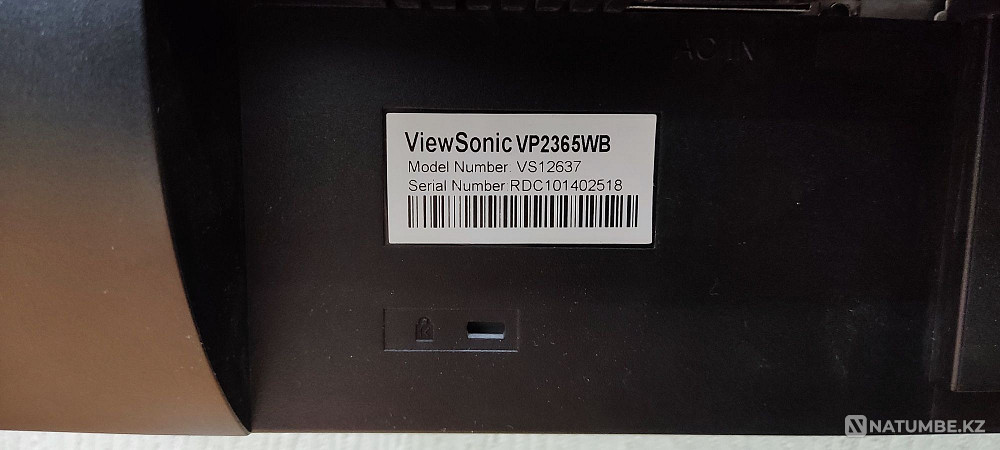 AC IN
ViewSonic VP2365WB
Model Number: VS12637
Serial Number:RDC101402518
NATUMBE.KZ